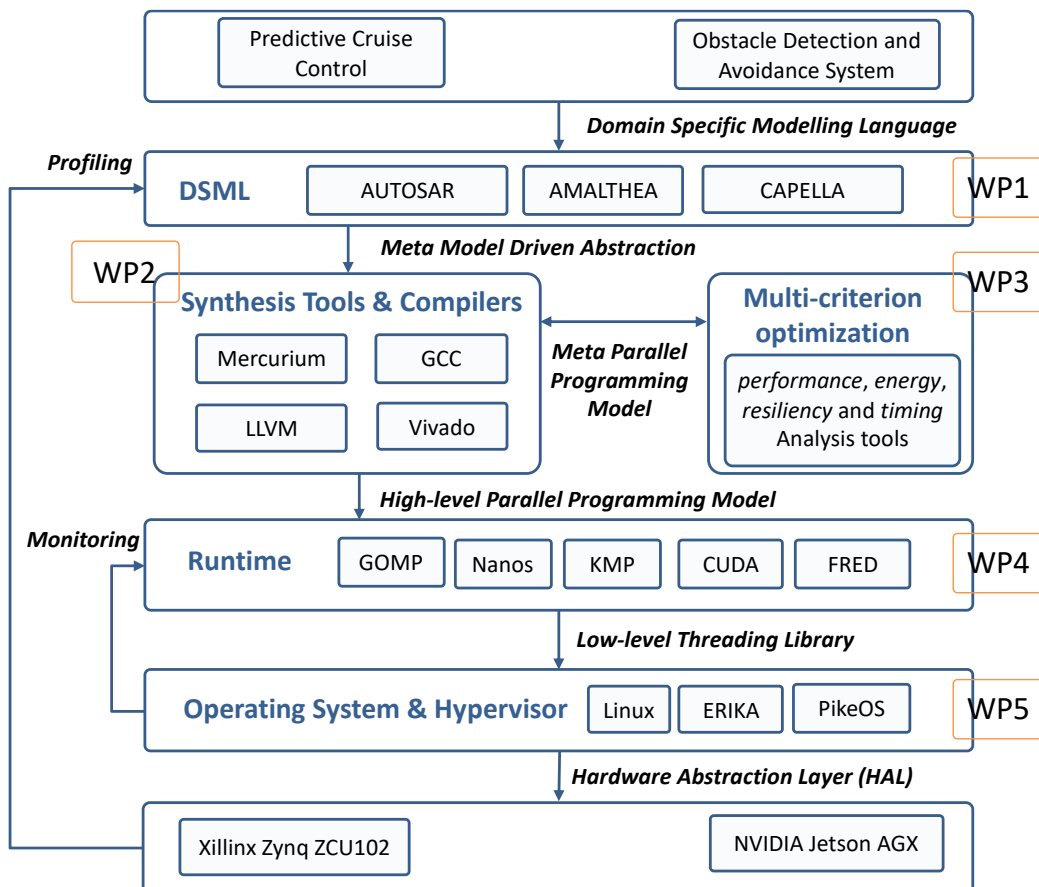 Predictive Cruise
Control
Obstacle Detection and
Avoidance System
Domain Specific Modelling Language
Profiling
DSML
AUTOSAR
AMALTHEA
CAPELLA
WP1
Meta Model Driven Abstraction
WP2
WP3
Synthesis Tools & Compilers
Mercurium
GCC
LLVM
Vivado
Meta Parallel
Programming
Model
Multi-criterion
optimization
performance, energy,
resiliency and timing
Analysis tools
High-level Parallel Programming Model
Monitoring
Runtime
GOMP
Nanos
KMP
CUDA
FRED
WP4
Low-level Threading Library
Operating System & Hypervisor
Linux
ERIKA
PikeOS
WP5
Hardware Abstraction Layer (HAL)
Xillinx Zynq ZCU102
NVIDIA Jetson AGX